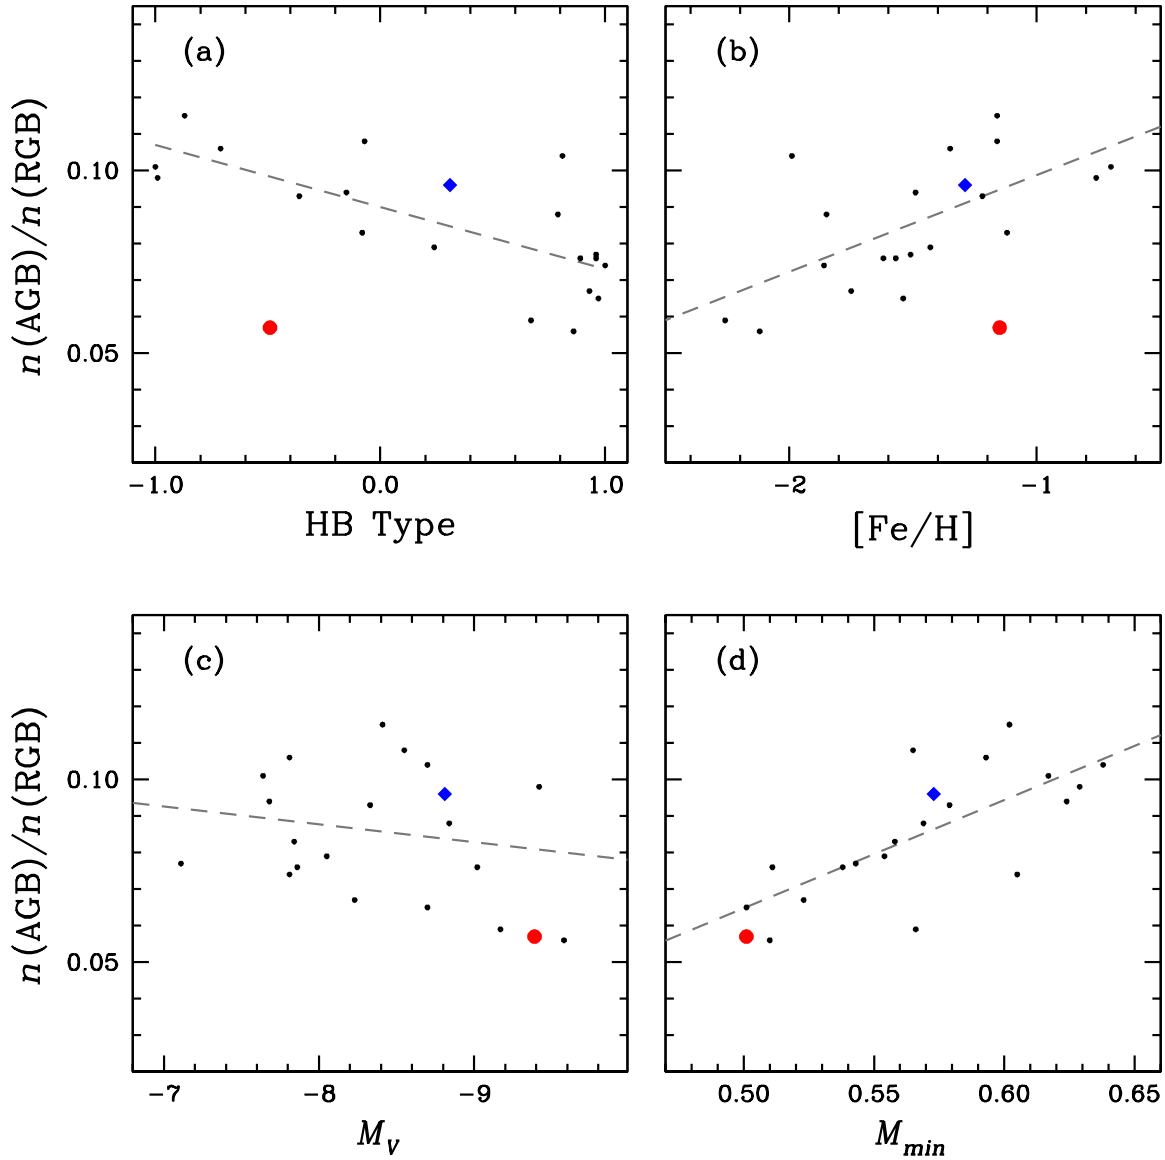 (a)
n(AGB)/n(RGB)
0.10
0.05
-1.0 0.0 1.0
HB Type
(b)
-2 -1
[Fe/H]
(c)
n(AGB)/n(RGB)
0.10
0.05
-7 -8 -9
M_V
(d)
0.50 0.55 0.60 0.65
M_min